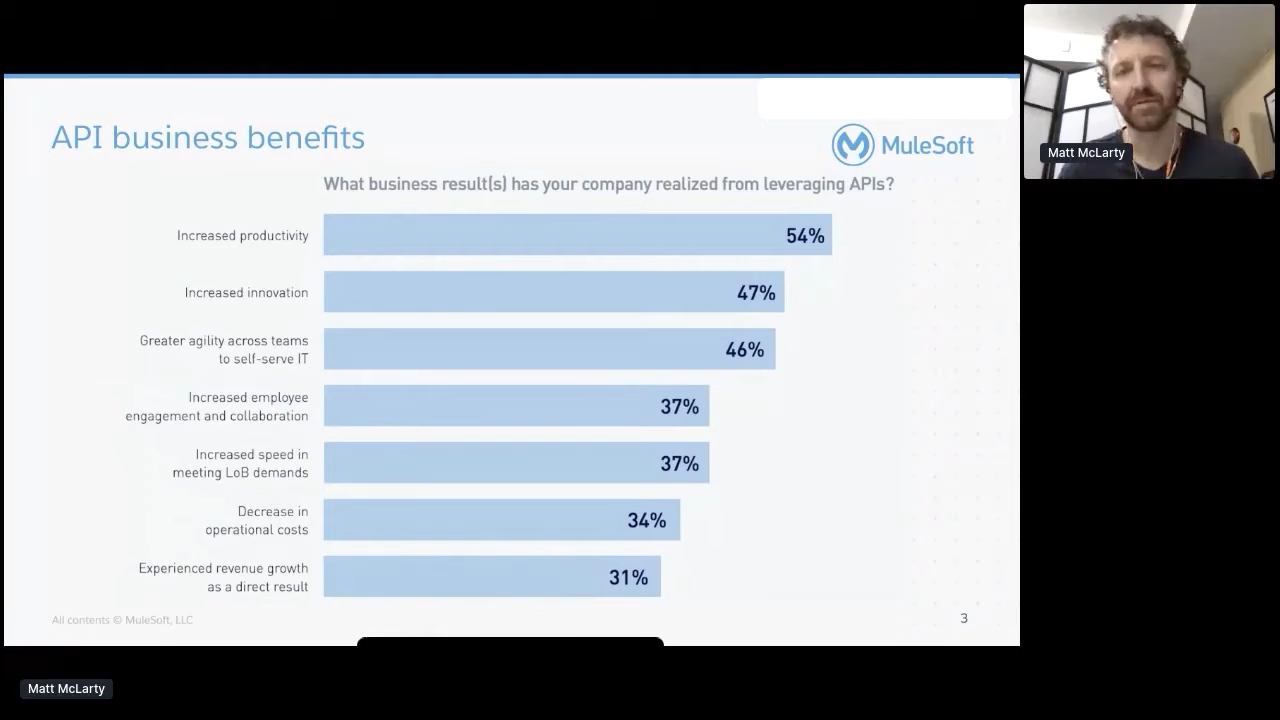 API business benefits
MuleSoft
What business result(s) has your company realized from leveraging APIs?
Increased productivity
54%
Increased innovation
47%
Greater agility across teams
to self-serve IT
46%
Increased employee
engagement and collaboration
37%
Increased speed in
meeting LoB demands
37%
Decrease in
operational costs
34%
Experienced revenue growth
as a direct result
31%
All contents © MuleSoft, LLC
3
Matt McLarty
Matt McLarty